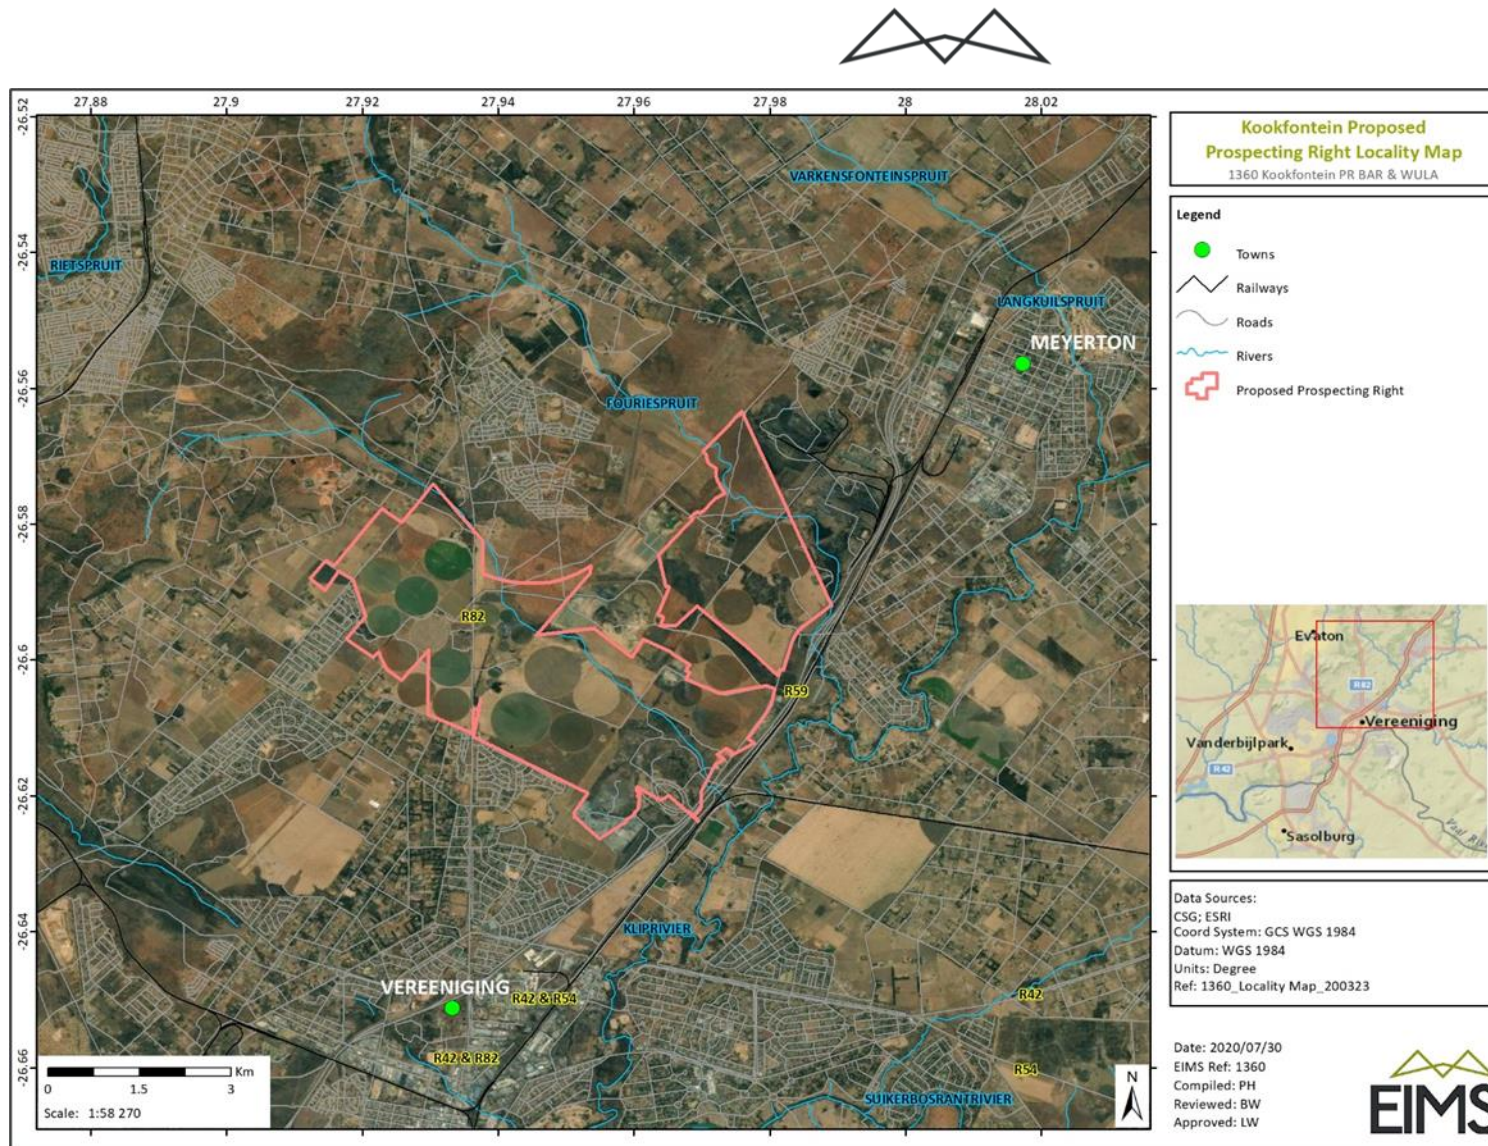 27.88 27.9 27.92 27.94 27.96 27.98 28 28.02
-26.52
-26.54
-26.56
-26.58
-26.6
-26.62
-26.64
-26.66
VARKENSFONTEINSPRUIT
RIETSPRUIT
LANGKUILSPRUIT
MEYERTON
FOURIESPRUIT
R82
R59
KLIPRIVIER
VEREENIGING
R42 & R54
R42
R42 & R82
R54
SUIKERBOSRANTRIVIER
Km
0 1.5 3
Scale: 1:58 270
N
Kookfontein Proposed
Prospecting Right Locality Map
1360 Kookfontein PR BAR & WULA
Legend
Towns
Railways
Roads
Rivers
Proposed Prospecting Right
Evaton
R82
Vereeniging
Vanderbijlpark
R42
Sasolburg
Vaal
Data Sources:
CSG; ESRI
Coord System: GCS WGS 1984
Datum: WGS 1984
Units: Degree
Ref: 1360_Locality Map_200323
Date: 2020/07/30
EIMS Ref: 1360
Compiled: PH
Reviewed: BW
Approved: LW
EIMS